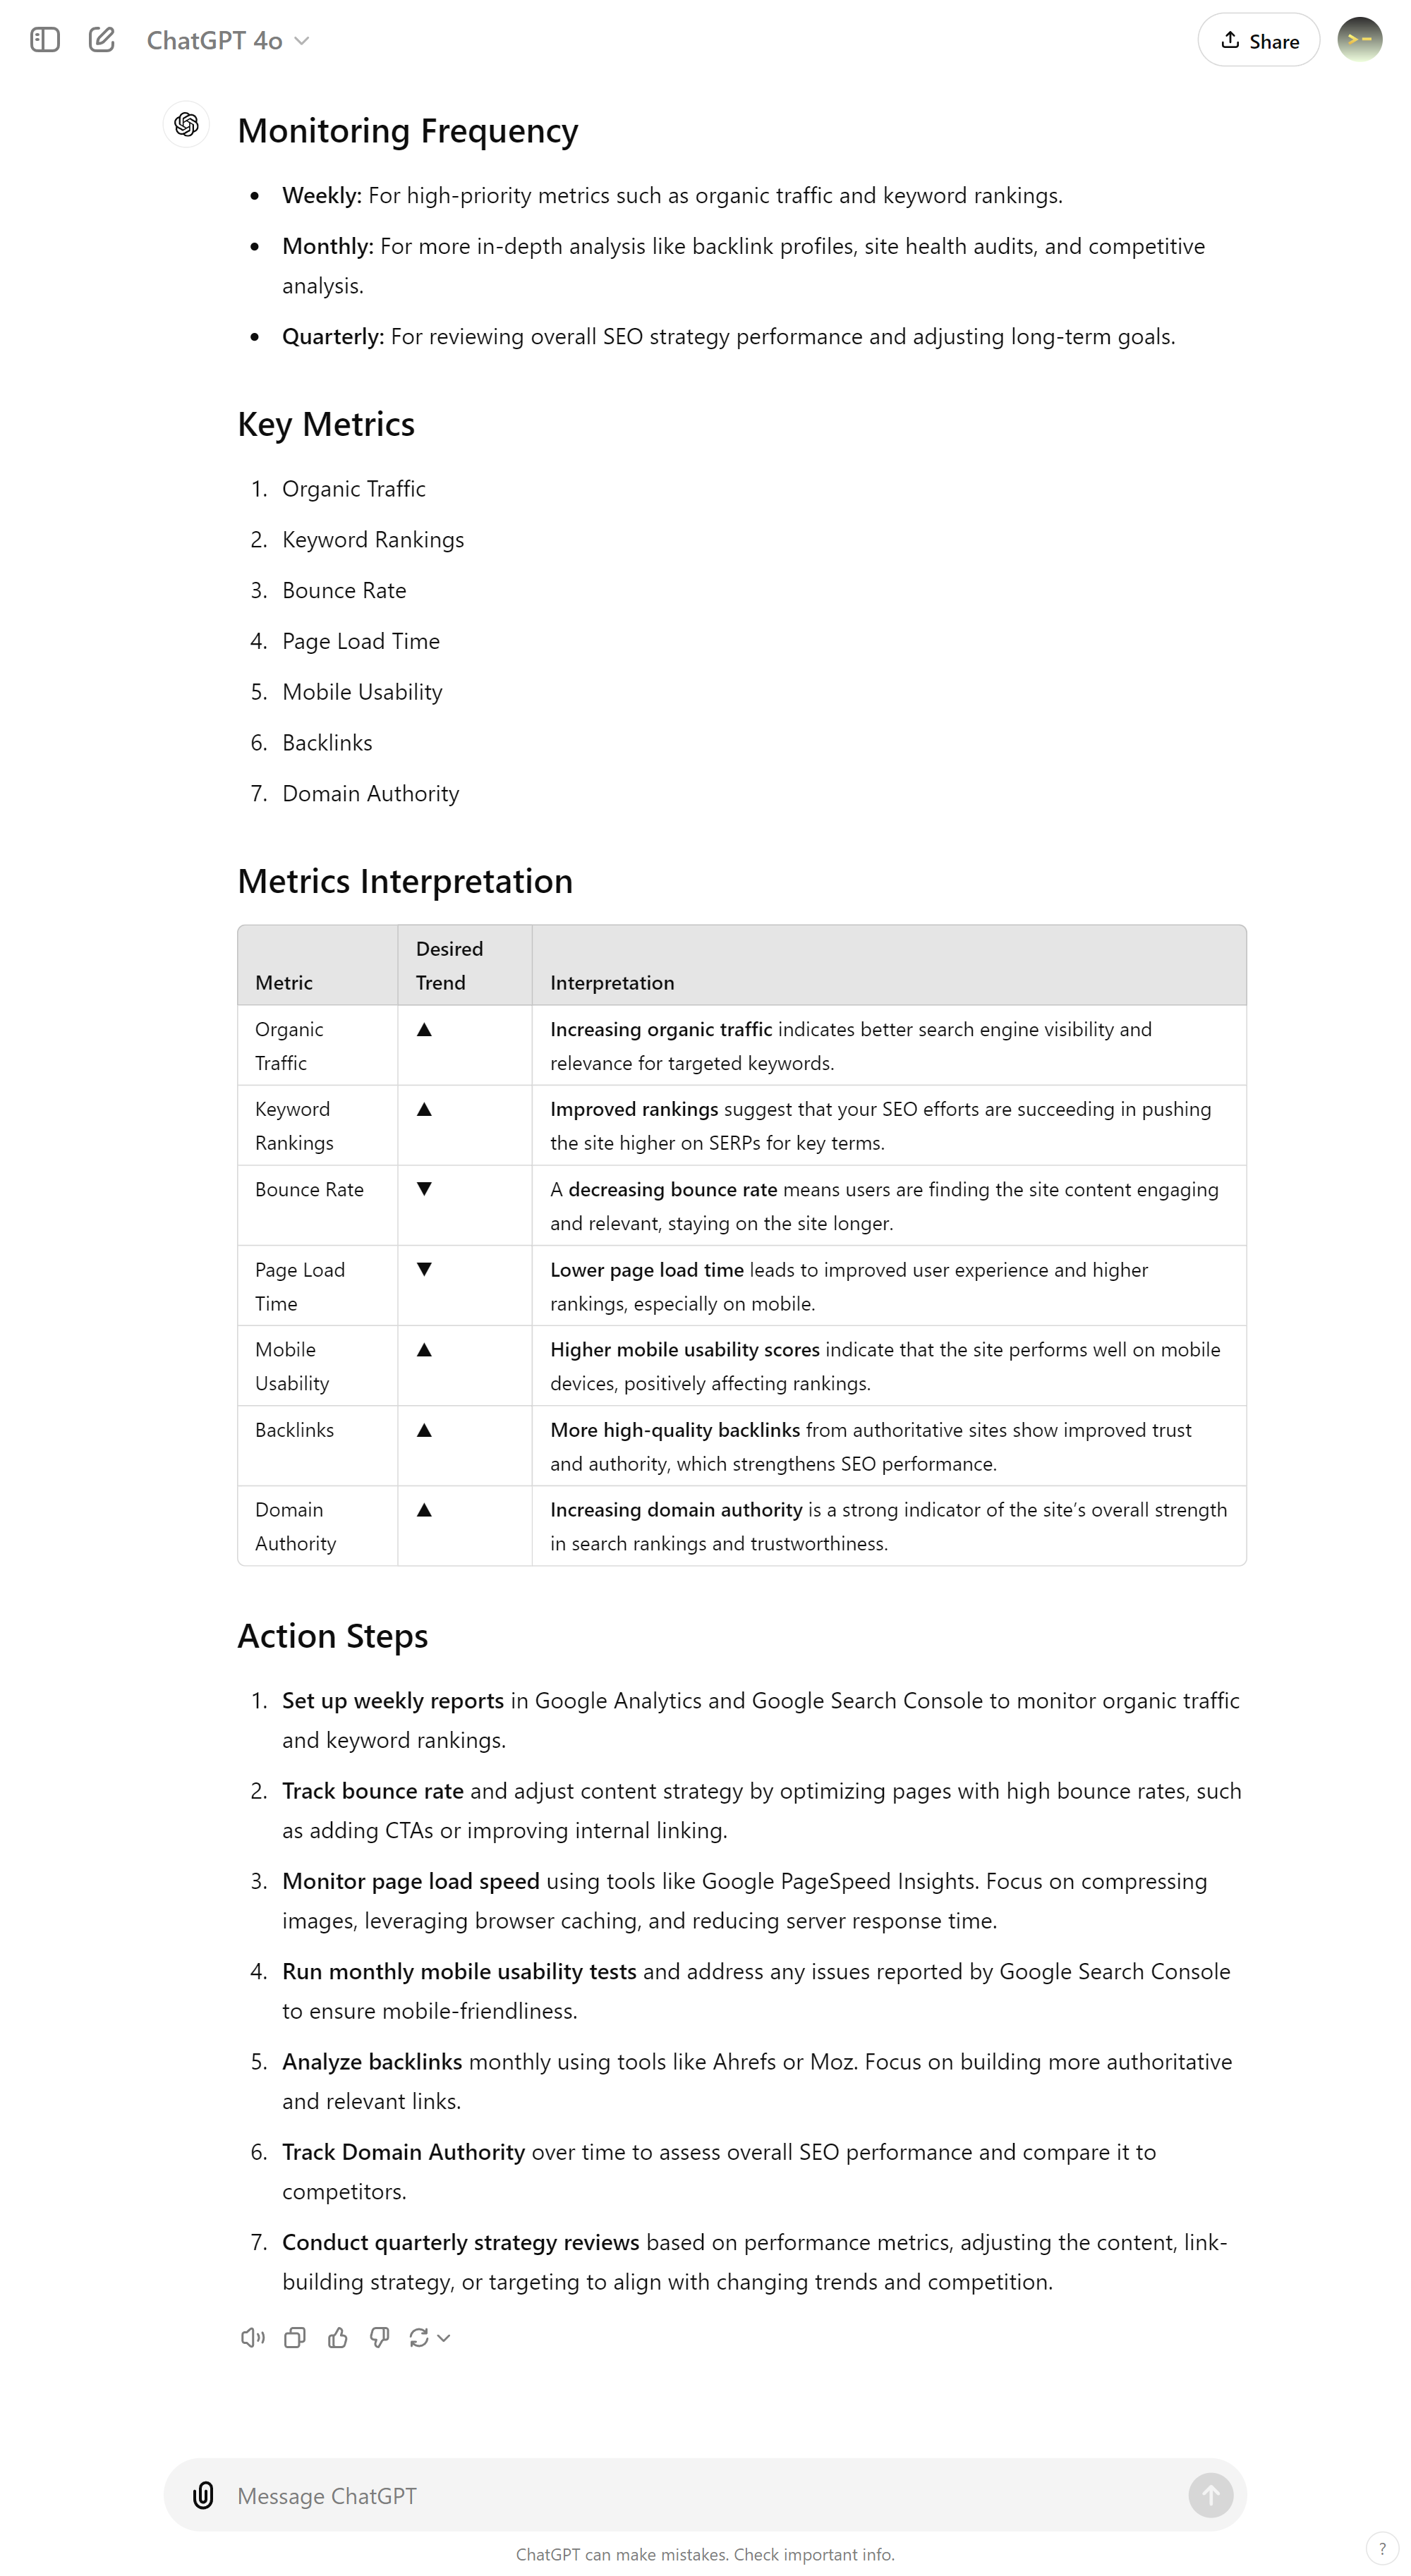 ChatGPT 4o
Share
Monitoring Frequency
• Weekly: For high-priority metrics such as organic traffic and keyword rankings.
• Monthly: For more in-depth analysis like backlink profiles, site health audits, and competitive
analysis.
• Quarterly: For reviewing overall SEO strategy performance and adjusting long-term goals.
Key Metrics
1. Organic Traffic
2. Keyword Rankings
3. Bounce Rate
4. Page Load Time
5. Mobile Usability
6. Backlinks
7. Domain Authority
Metrics Interpretation
Metric
Desired
Trend
Interpretation
Organic
Traffic
▲
Increasing organic traffic indicates better search engine visibility and
relevance for targeted keywords.
Keyword
Rankings
▲
Improved rankings suggest that your SEO efforts are succeeding in pushing
the site higher on SERPs for key terms.
Bounce Rate
▼
A decreasing bounce rate means users are finding the site content engaging
and relevant, staying on the site longer.
Page Load
Time
▼
Lower page load time leads to improved user experience and higher
rankings, especially on mobile.
Mobile
Usability
▲
Higher mobile usability scores indicate that the site performs well on mobile
devices, positively affecting rankings.
Backlinks
▲
More high-quality backlinks from authoritative sites show improved trust
and authority, which strengthens SEO performance.
Domain
Authority
▲
Increasing domain authority is a strong indicator of the site’s overall strength
in search rankings and trustworthiness.
Action Steps
1. Set up weekly reports in Google Analytics and Google Search Console to monitor organic traffic
and keyword rankings.
2. Track bounce rate and adjust content strategy by optimizing pages with high bounce rates, such
as adding CTAs or improving internal linking.
3. Monitor page load speed using tools like Google PageSpeed Insights. Focus on compressing
images, leveraging browser caching, and reducing server response time.
4. Run monthly mobile usability tests and address any issues reported by Google Search Console
to ensure mobile-friendliness.
5. Analyze backlinks monthly using tools like Ahrefs or Moz. Focus on building more authoritative
and relevant links.
6. Track Domain Authority over time to assess overall SEO performance and compare it to
competitors.
7. Conduct quarterly strategy reviews based on performance metrics, adjusting the content, link-
building strategy, or targeting to align with changing trends and competition.
Message ChatGPT
ChatGPT can make mistakes. Check important info.
?